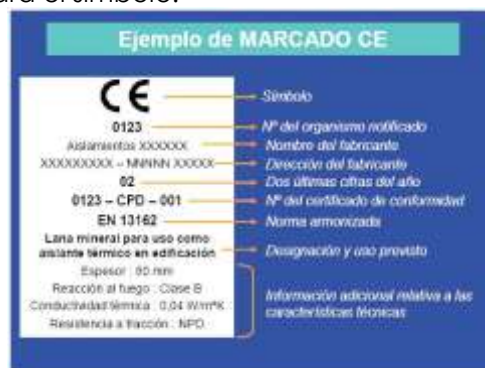 el símbolo.
Ejemplo de MARCADO CE
CE
Símbolo
0123
Nº del organismo notificado
Aislamientos XXXXXX
Nombre del fabricante
XXXXXXXXX – NNNNN XXXXX
Dirección del fabricante
02
Dos últimas cifras del año
0123 – CPD – 001
Nº del certificado de conformidad
EN 13162
Norma armonizada
Lana mineral para uso como
aislante térmico en edificación
Designación y uso previsto
Espesor : 80 mm
Reacción al fuego : Clase B
Conductividad térmica : 0,04 W/mºK
Resistencia a tracción : NPD
Información adicional relativa a las
características técnicas